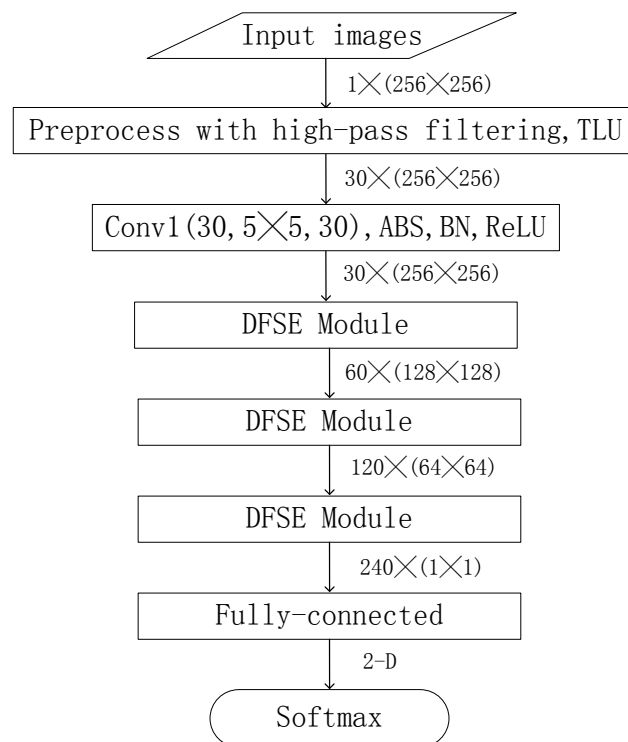 Input images
1×(256×256)
Preprocess with high-pass filtering,TLU
30×(256×256)
Conv1(30,5×5,30),ABS,BN,ReLU
30×(256×256)
DFSE Module
60×(128×128)
DFSE Module
120×(64×64)
DFSE Module
240×(1×1)
Fully-connected
2-D
Softmax